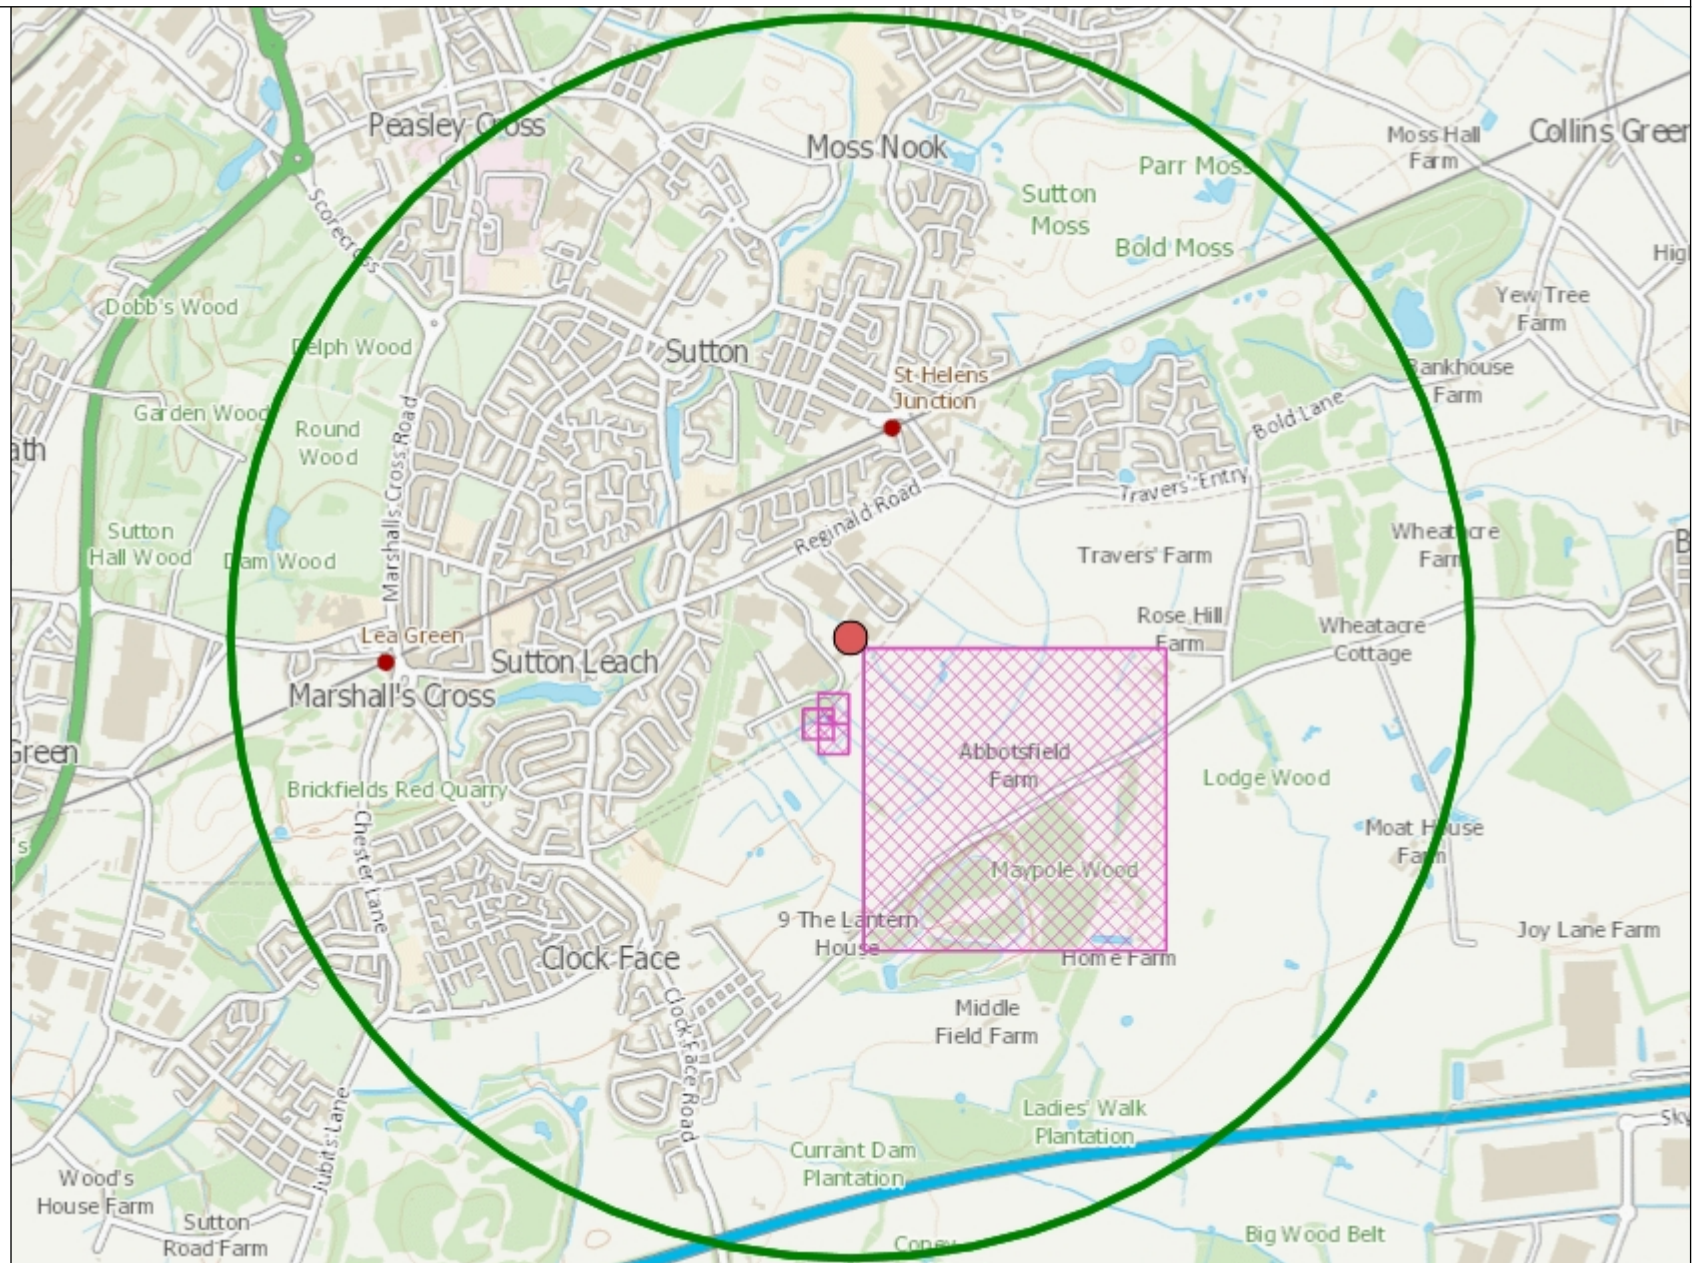 Peasley Cross
Moss Nook
Moss Hall
Farm
Collins Green
Parr Moss
Sutton
Moss
Bold Moss
Scorecross
High
Dobb's Wood
Delph Wood
Yew Tree
Farm
Sutton
St Helens
Junction
Bankhouse
Farm
Garden Wood
Round
Wood
Bold Lane
ath
Marshalls Cross Road
Travers' Entry
Reginald Road
Sutton
Hall Wood
Dam Wood
Travers' Farm
Wheatacre
Farm
B
Rose Hill
Farm
Wheatacre
Cottage
Lea Green
Sutton Leach
Marshall's Cross
Green
Abbotsfield
Farm
Lodge Wood
Brickfields Red Quarry
Chester Lane
Moat House
Farm
's
Maypole Wood
9 The Lantern
House
Joy Lane Farm
Clock Face
Home Farm
Clock Face Road
Middle
Field Farm
Jubits Lane
Ladies' Walk
Plantation
Sky
Currant Dam
Plantation
Wood's
House Farm
Sutton
Road Farm
Coney
Big Wood Belt